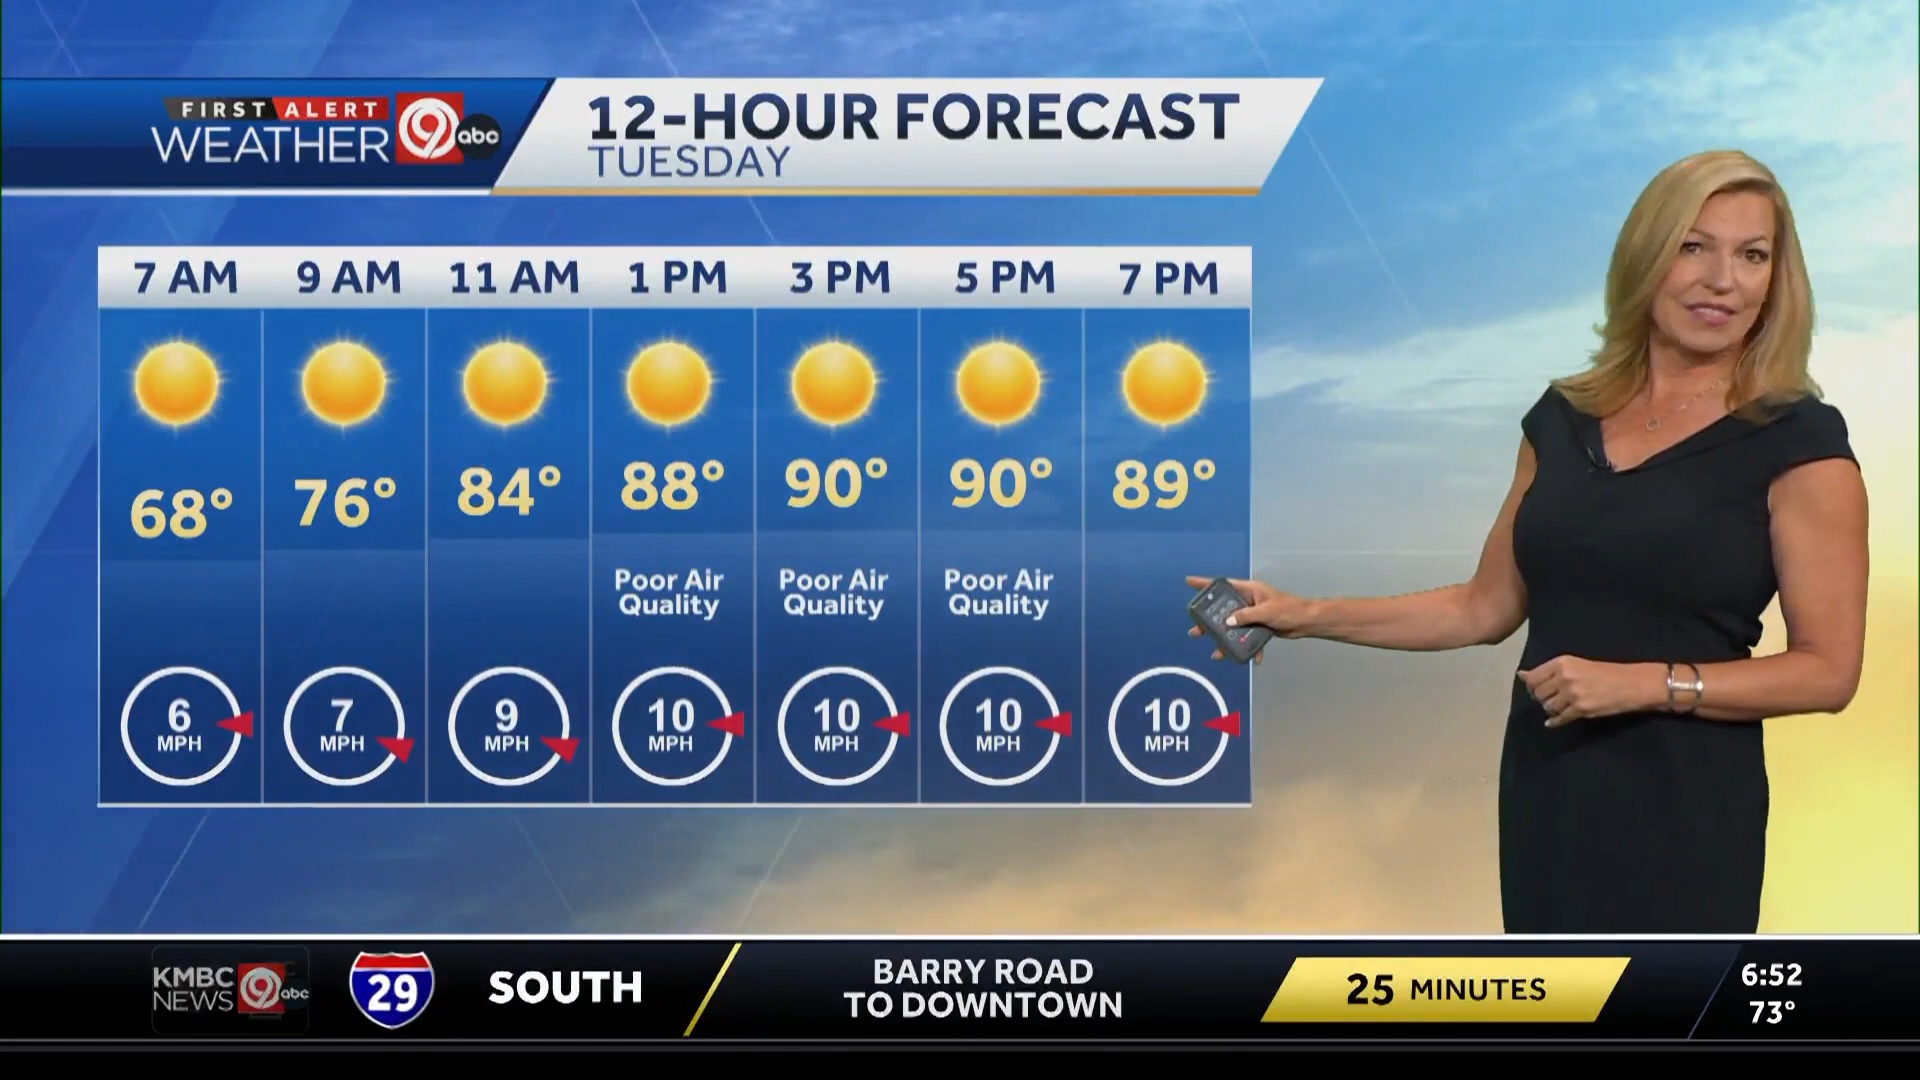 FIRST ALERT
WEATHER 9 abc
12-HOUR FORECAST
TUESDAY
7 AM 9 AM 11 AM 1 PM 3 PM 5 PM 7 PM
68° 76° 84° 88° 90° 90° 89°
Poor Air Poor Air Poor Air
Quality Quality Quality
6 7 9 10 10 10 10
MPH MPH MPH MPH MPH MPH MPH
KMBC 9 abc
NEWS
29 SOUTH
BARRY ROAD
TO DOWNTOWN
25 MINUTES
6:52
73°